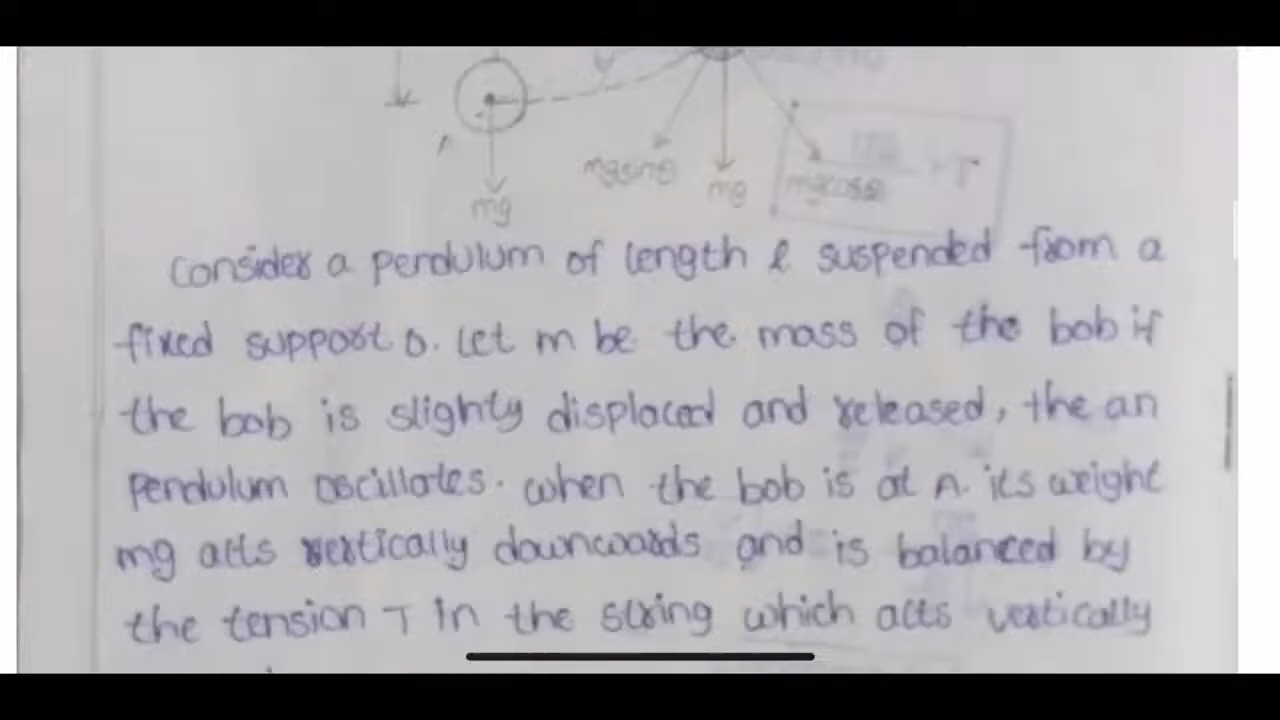 mgsinθ
mg
mgcosθ
T
mg
consider a pendulum of length l suspended from a
fixed support o. Let m be the mass of the bob if
the bob is slighty displaced and released, the an
pendulum oscillates. when the bob is at A. its weight
mg acts vertically downwards and is balanced by
the tension T in the string which acts vertically